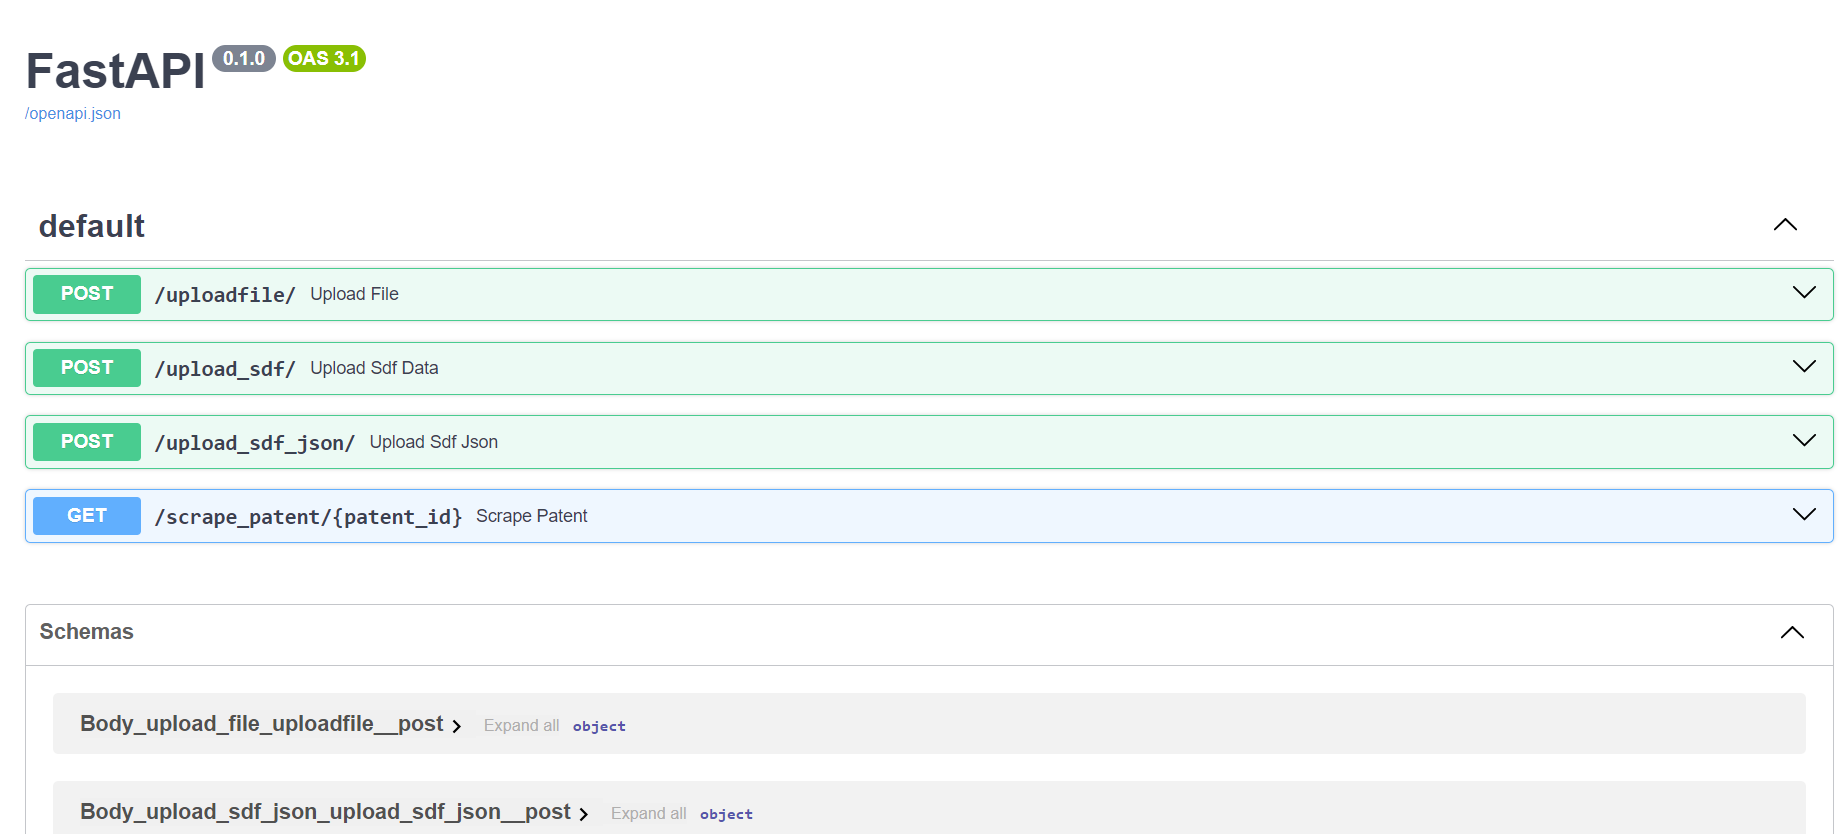 FastAPI 0.1.0 OAS 3.1
/openapi.json
default
POST /uploadfile/ Upload File
POST /upload_sdf/ Upload Sdf Data
POST /upload_sdf_json/ Upload Sdf Json
GET /scrape_patent/{patent_id} Scrape Patent
Schemas
Body_upload_file_uploadfile__post Expand all object
Body_upload_sdf_json_upload_sdf_json__post Expand all object